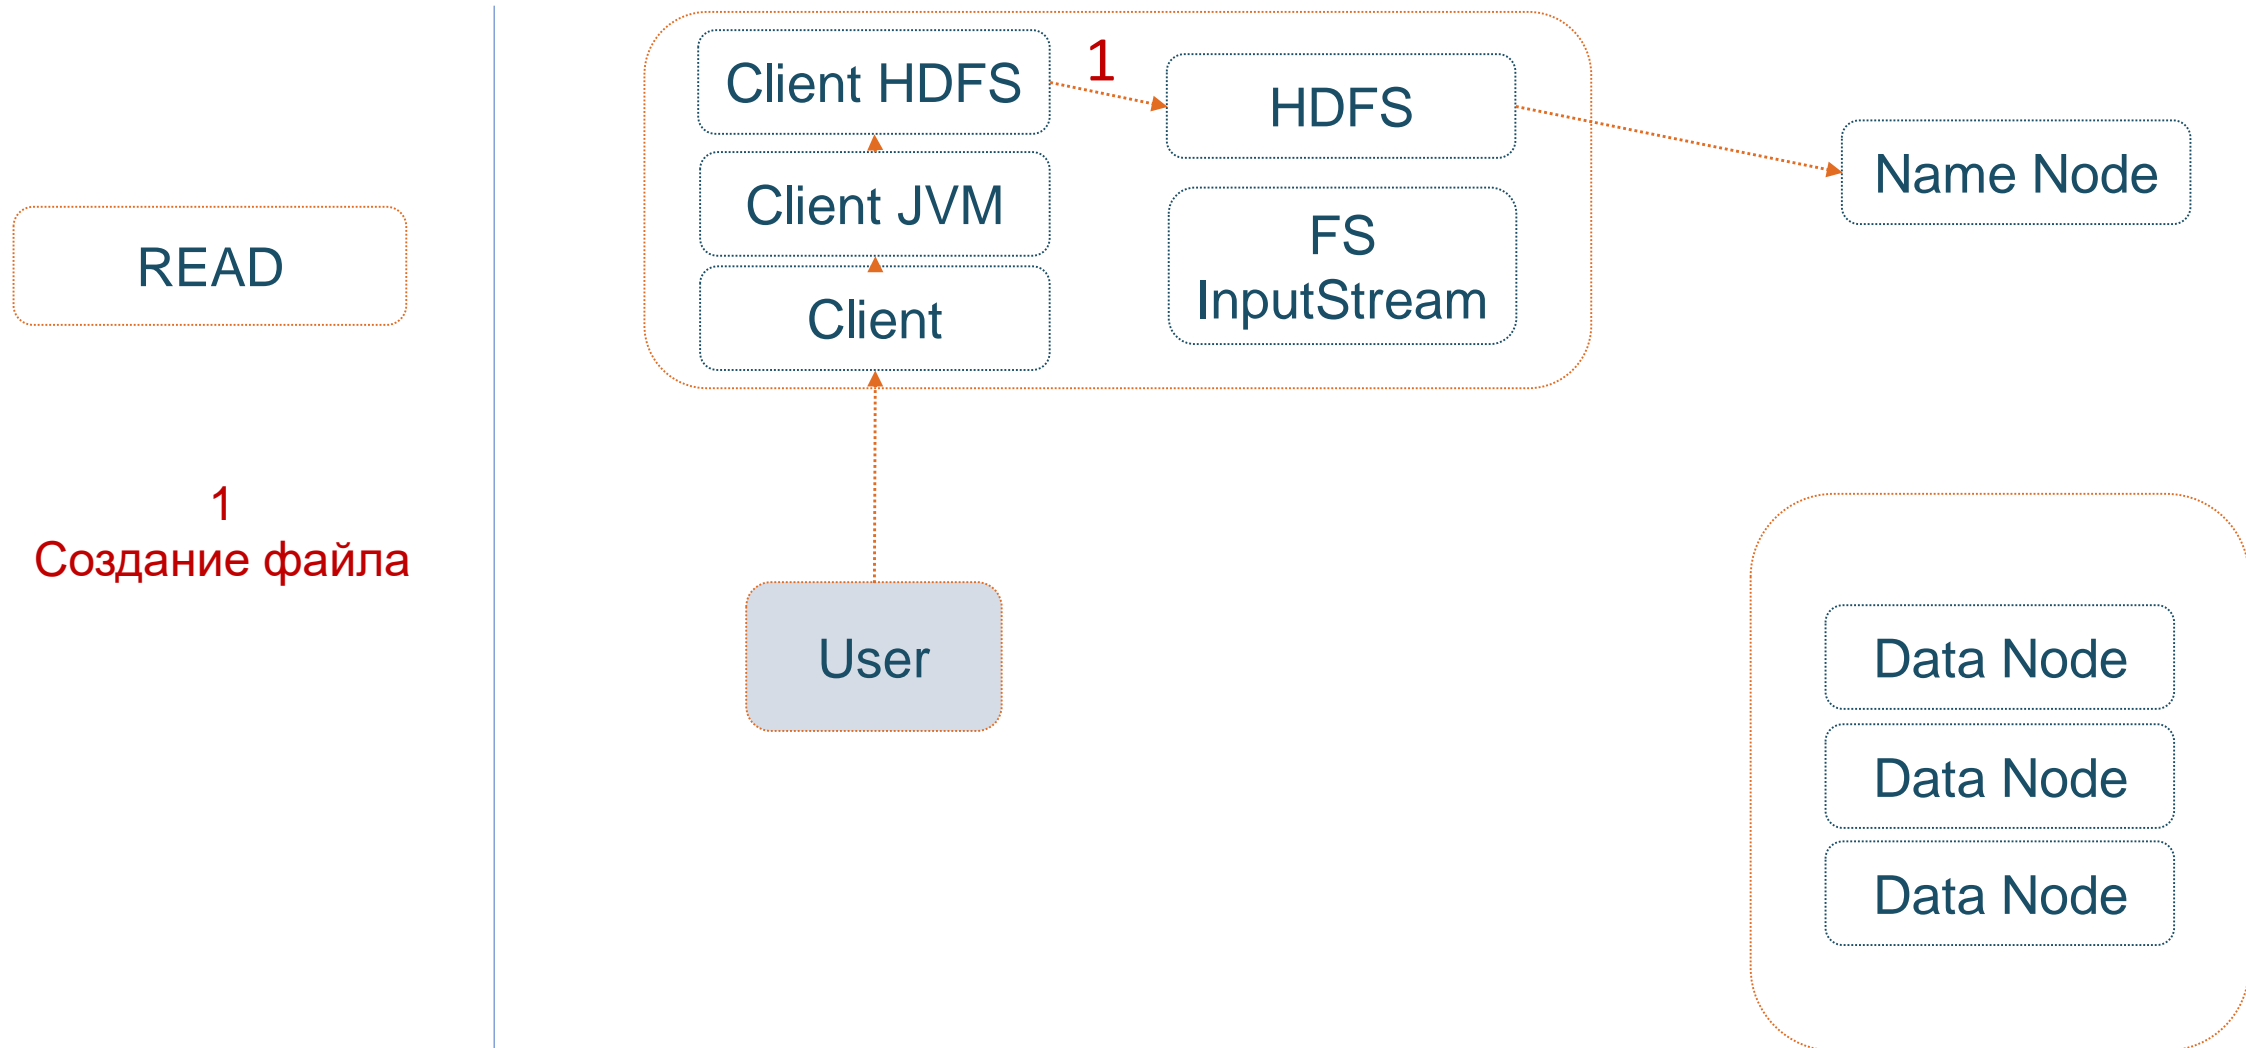 READ
1
Создание файла
Client HDFS
1
HDFS
Client JVM
FS
InputStream
Client
Name Node
User
Data Node
Data Node
Data Node